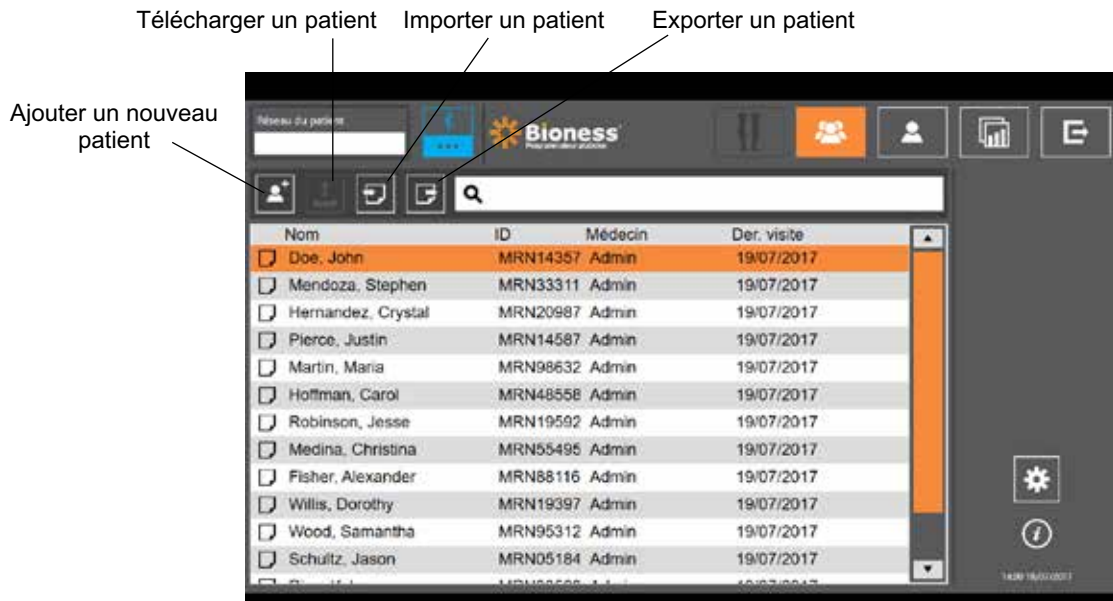 Télécharger un patient Importer un patient Exporter un patient
Ajouter un nouveau
patient
Réseau du patient
Bioness
Nom ID Médecin Der. visite
Doe, John MRN14357 Admin 19/07/2017
Mendoza, Stephen MRN33311 Admin 19/07/2017
Hernandez, Crystal MRN20987 Admin 19/07/2017
Pierce, Justin MRN14587 Admin 19/07/2017
Martin, Maria MRN98632 Admin 19/07/2017
Hoffman, Carol MRN48558 Admin 19/07/2017
Robinson, Jesse MRN19592 Admin 19/07/2017
Medina, Christina MRN55495 Admin 19/07/2017
Fisher, Alexander MRN88116 Admin 19/07/2017
Willis, Dorothy MRN19397 Admin 19/07/2017
Wood, Samantha MRN95312 Admin 19/07/2017
Schultz, Jason MRN05184 Admin 19/07/2017